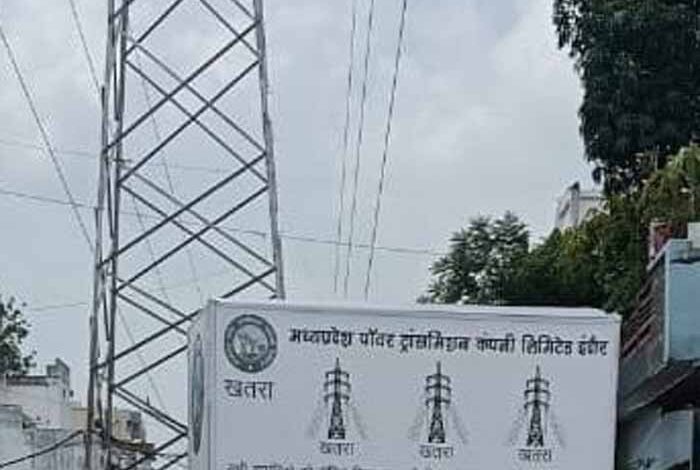 मध्यप्रदेश पॉवर ट्रांसमिशन कंपनी लिमिटेड इंदौर
खतरा
खतरा खतरा खतरा